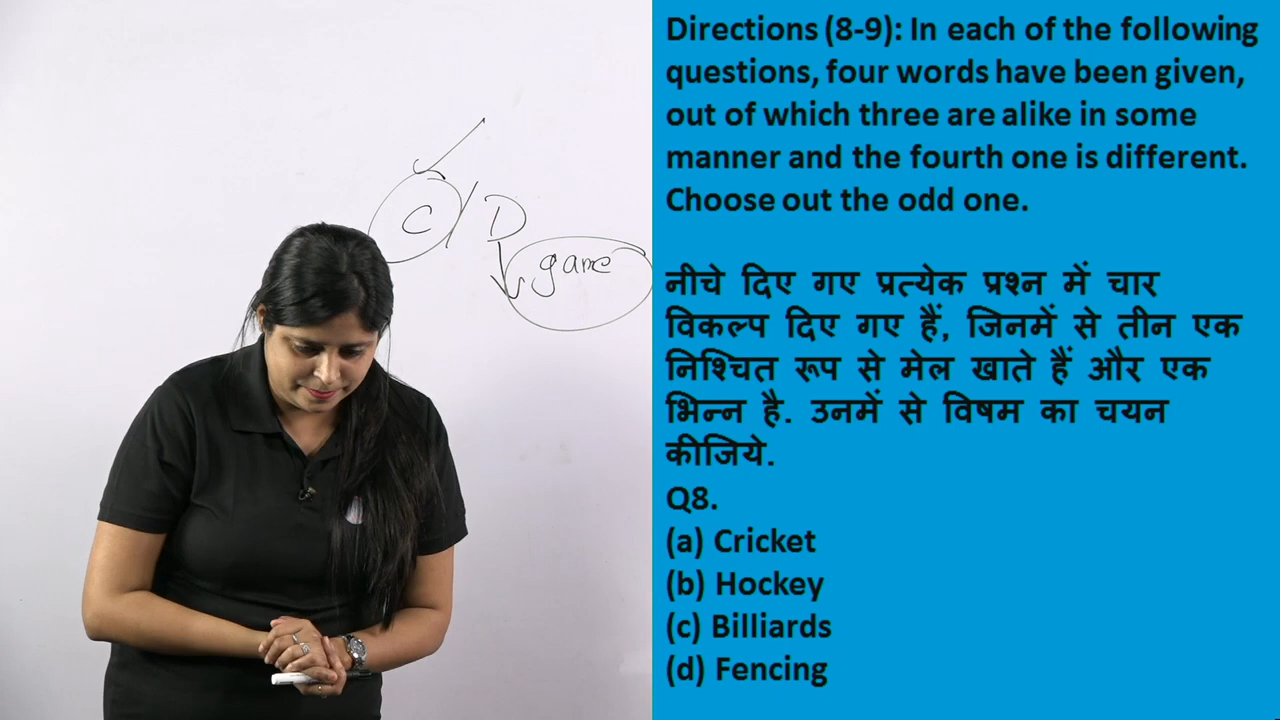 C / D
game
Directions (8-9): In each of the following
questions, four words have been given,
out of which three are alike in some
manner and the fourth one is different.
Choose out the odd one.
नीचे दिए गए प्रत्येक प्रश्न में चार
विकल्प दिए गए हैं, जिनमें से तीन एक
निश्चित रूप से मेल खाते हैं और एक
भिन्न है. उनमें से विषम का चयन
कीजिये.
Q8.
(a) Cricket
(b) Hockey
(c) Billiards
(d) Fencing